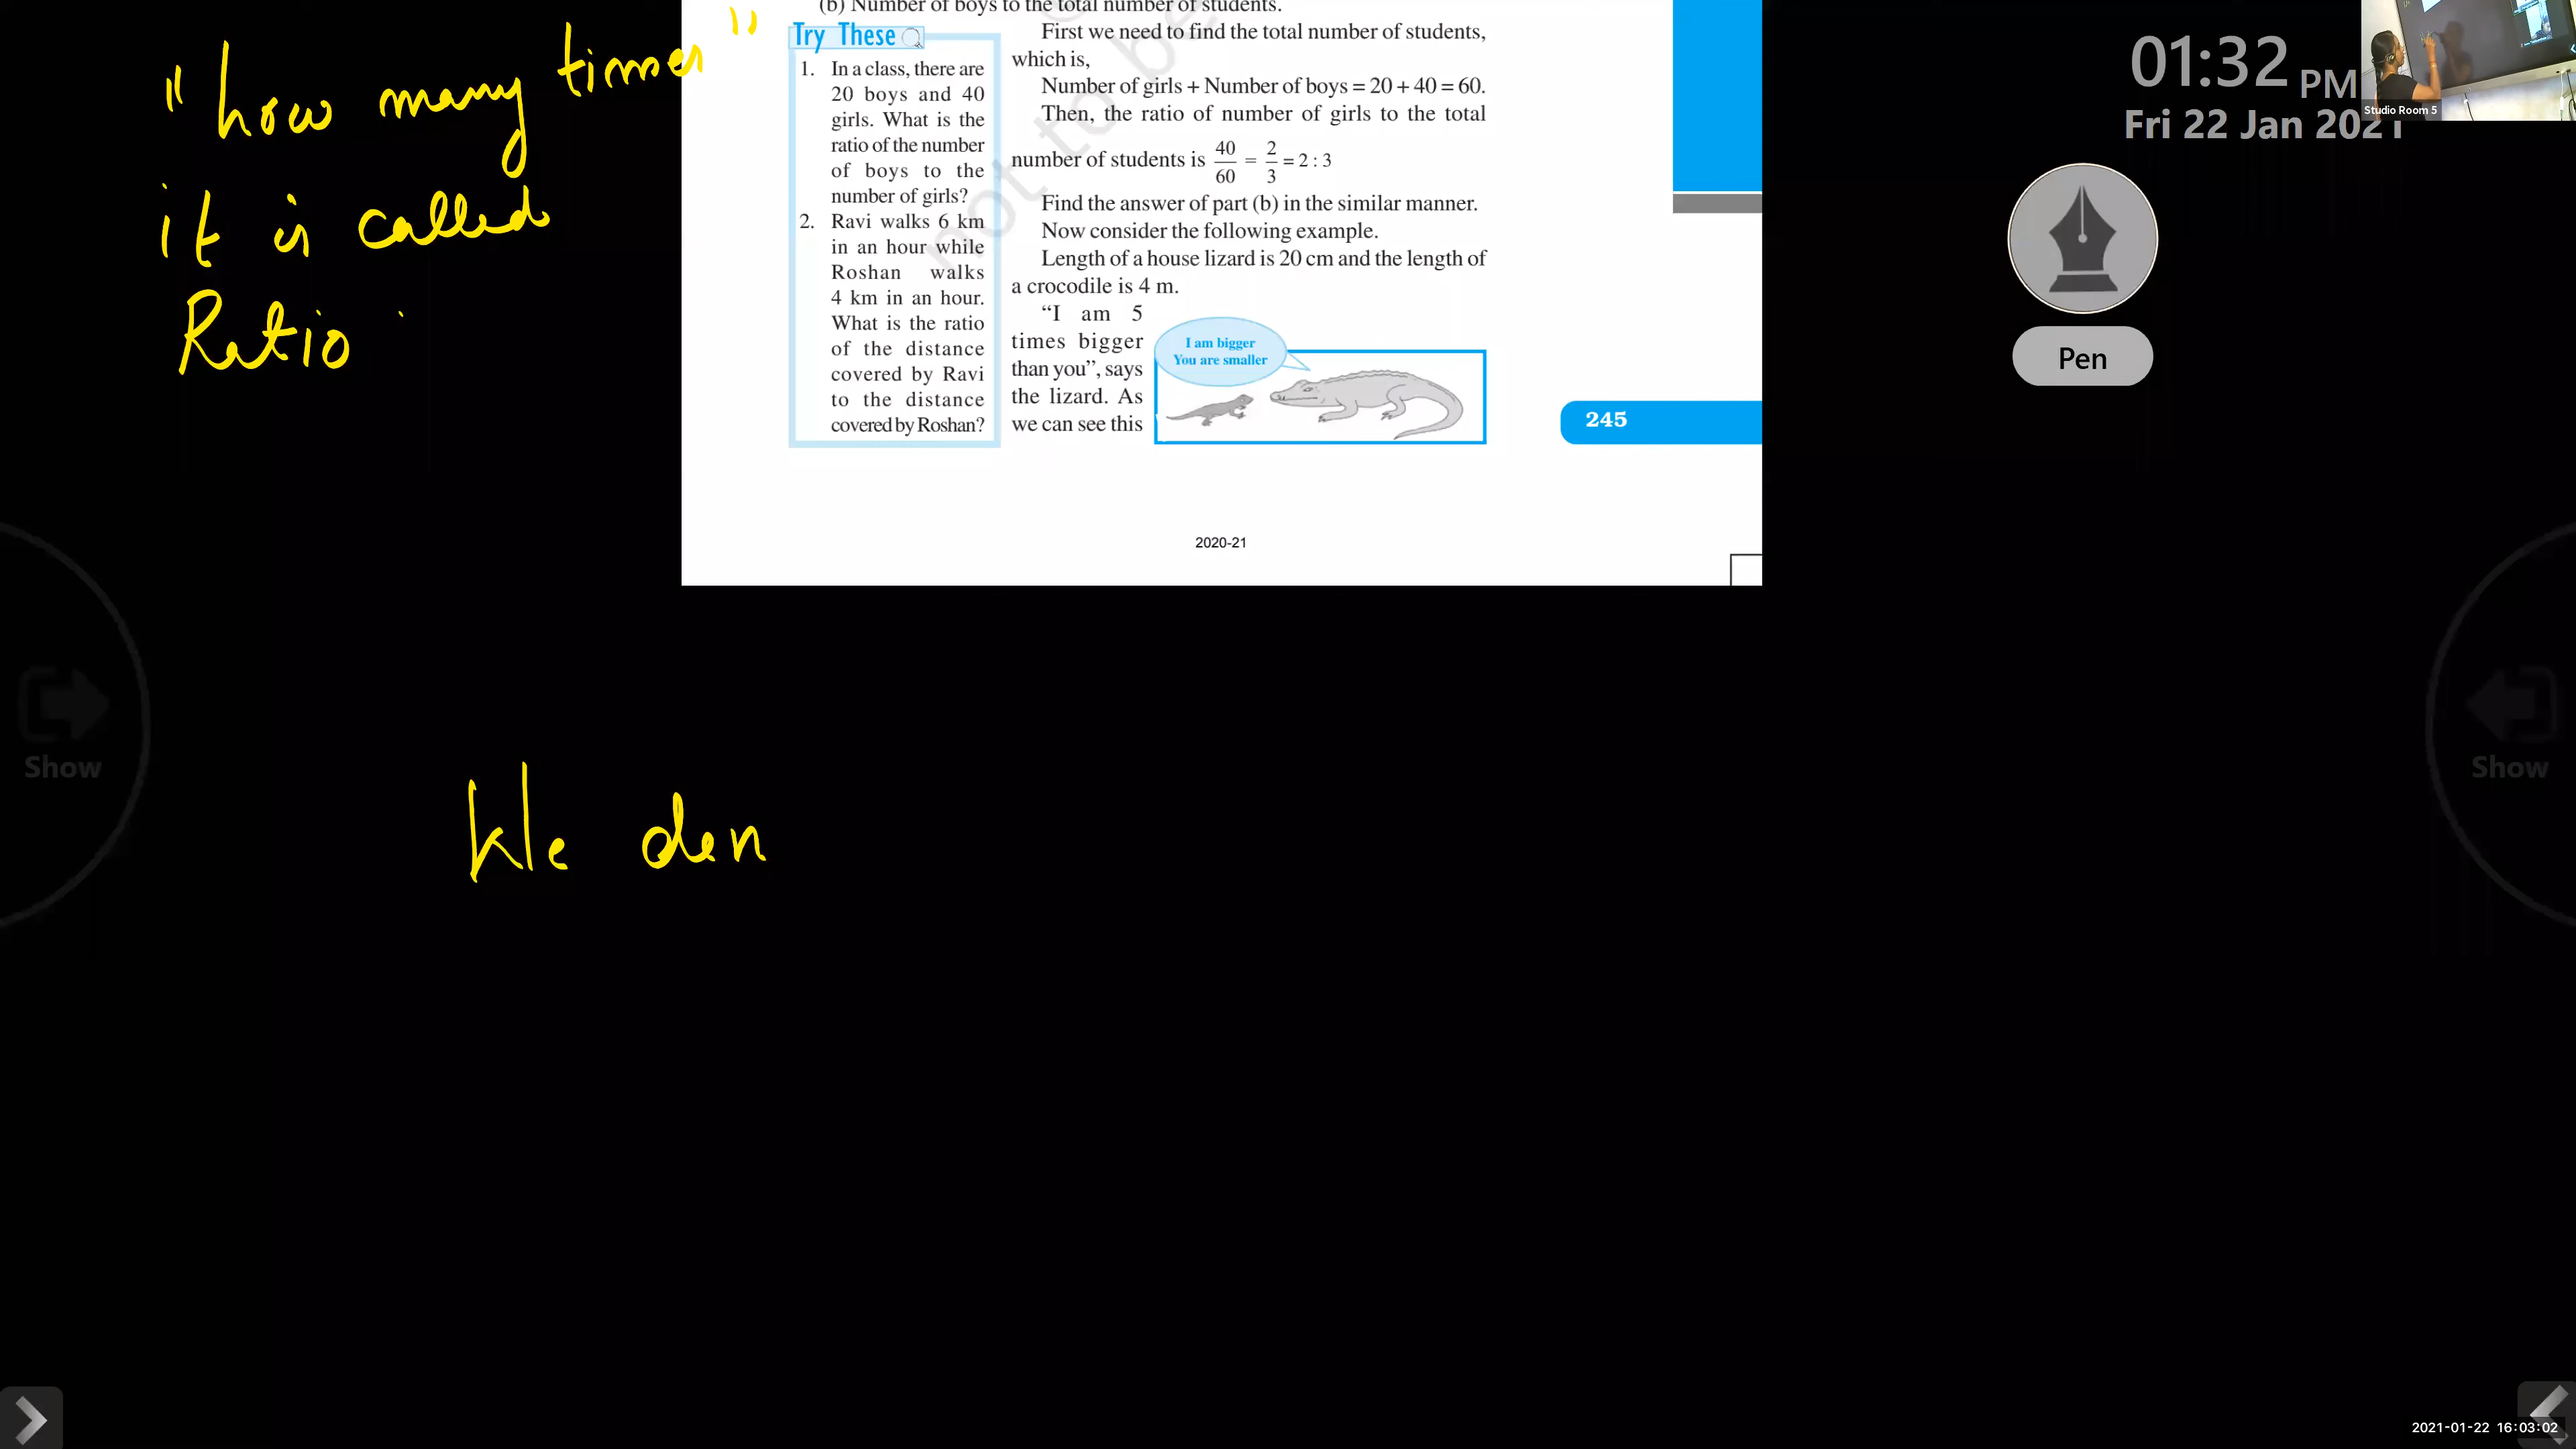 "how many times"
it is called
Ratio
(b) Number of boys to the total number of students.
Try These
1. In a class, there are
20 boys and 40
girls. What is the
ratio of the number
of boys to the
number of girls?
2. Ravi walks 6 km
in an hour while
Roshan walks
4 km in an hour.
What is the ratio
of the distance
covered by Ravi
to the distance
covered by Roshan?
First we need to find the total number of students,
which is,
Number of girls + Number of boys = 20 + 40 = 60.
Then, the ratio of number of girls to the total
number of students is 40/60 = 2/3 = 2 : 3
Find the answer of part (b) in the similar manner.
Now consider the following example.
Length of a house lizard is 20 cm and the length of
a crocodile is 4 m.
“I am 5
times bigger
than you”, says
the lizard. As
we can see this
I am bigger
You are smaller
245
not to be
2020-21
We den
01:32 PM
Fri 22 Jan 2021
Studio Room 5
Pen
Show
Show
2021-01-22 16:03:02